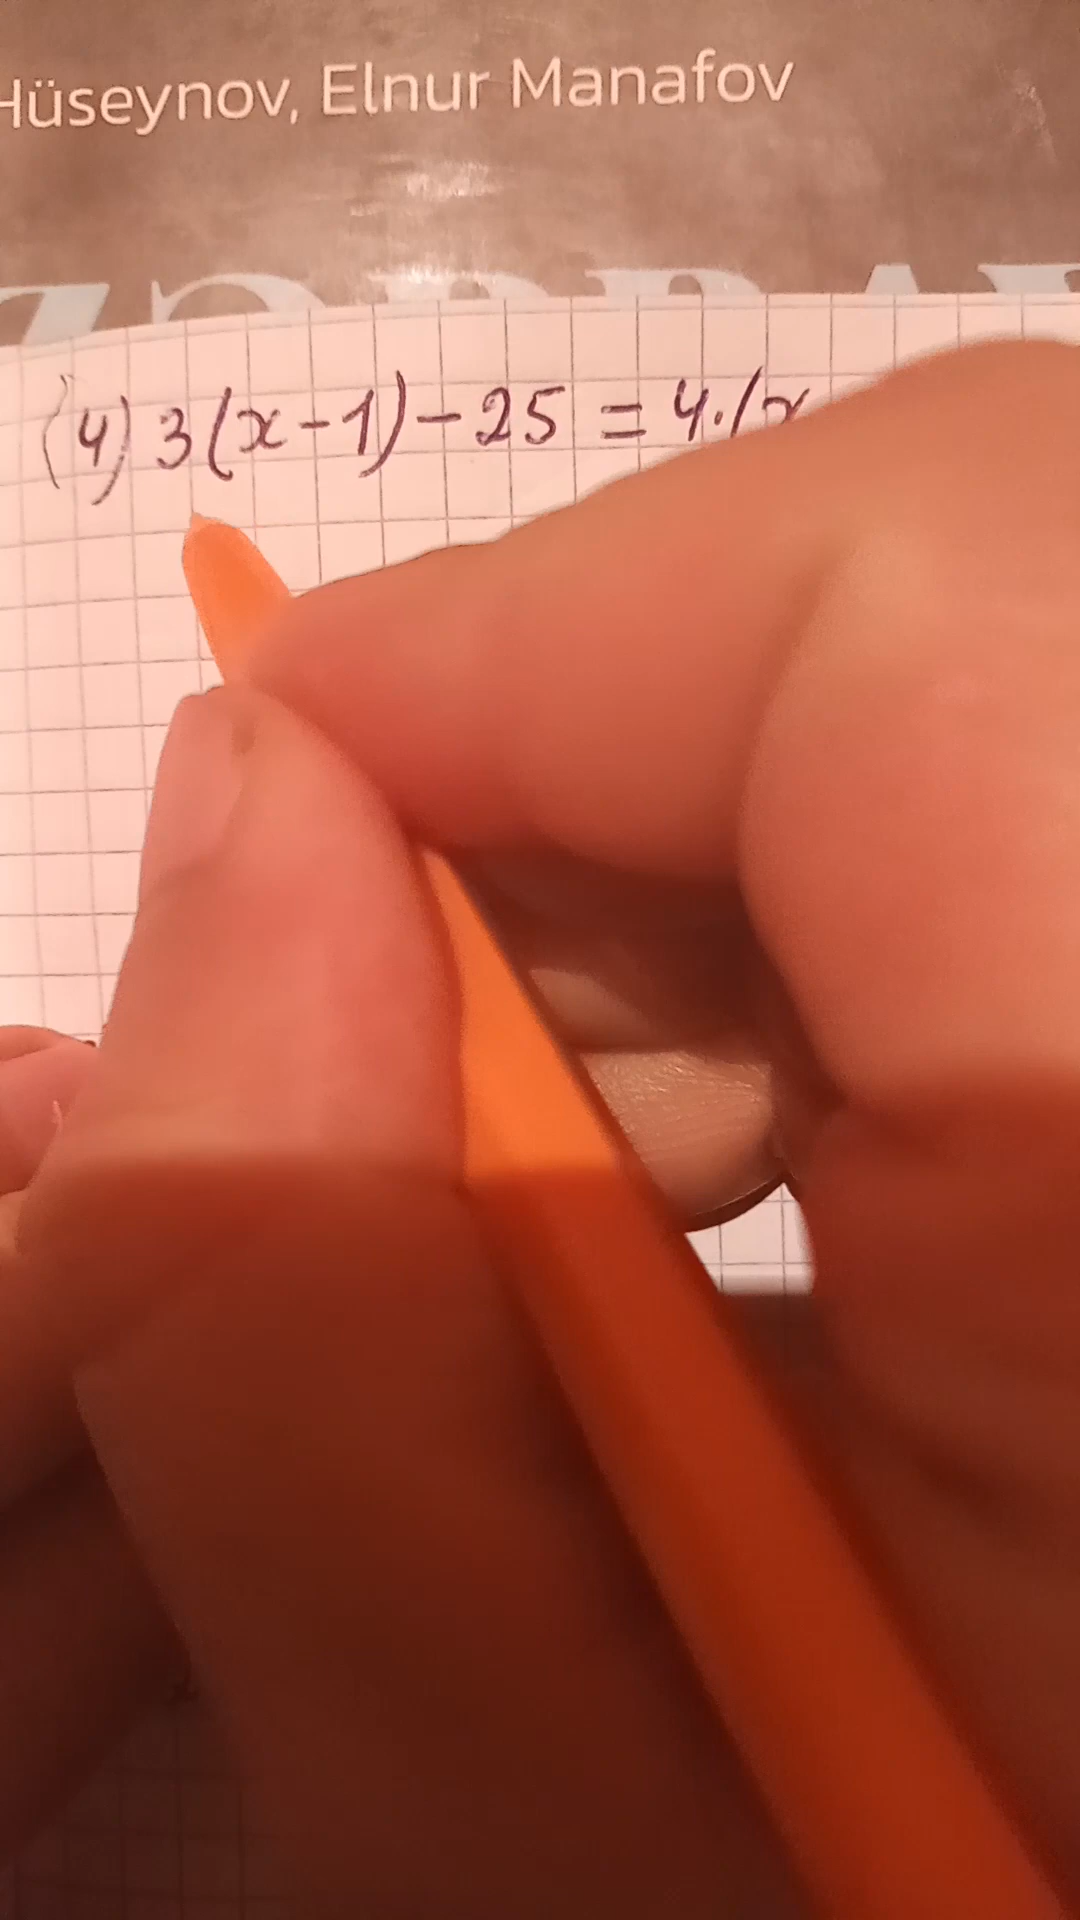 Hüseynov, Elnur Manafov
(4) 3(x-1)-25 = 4.(x